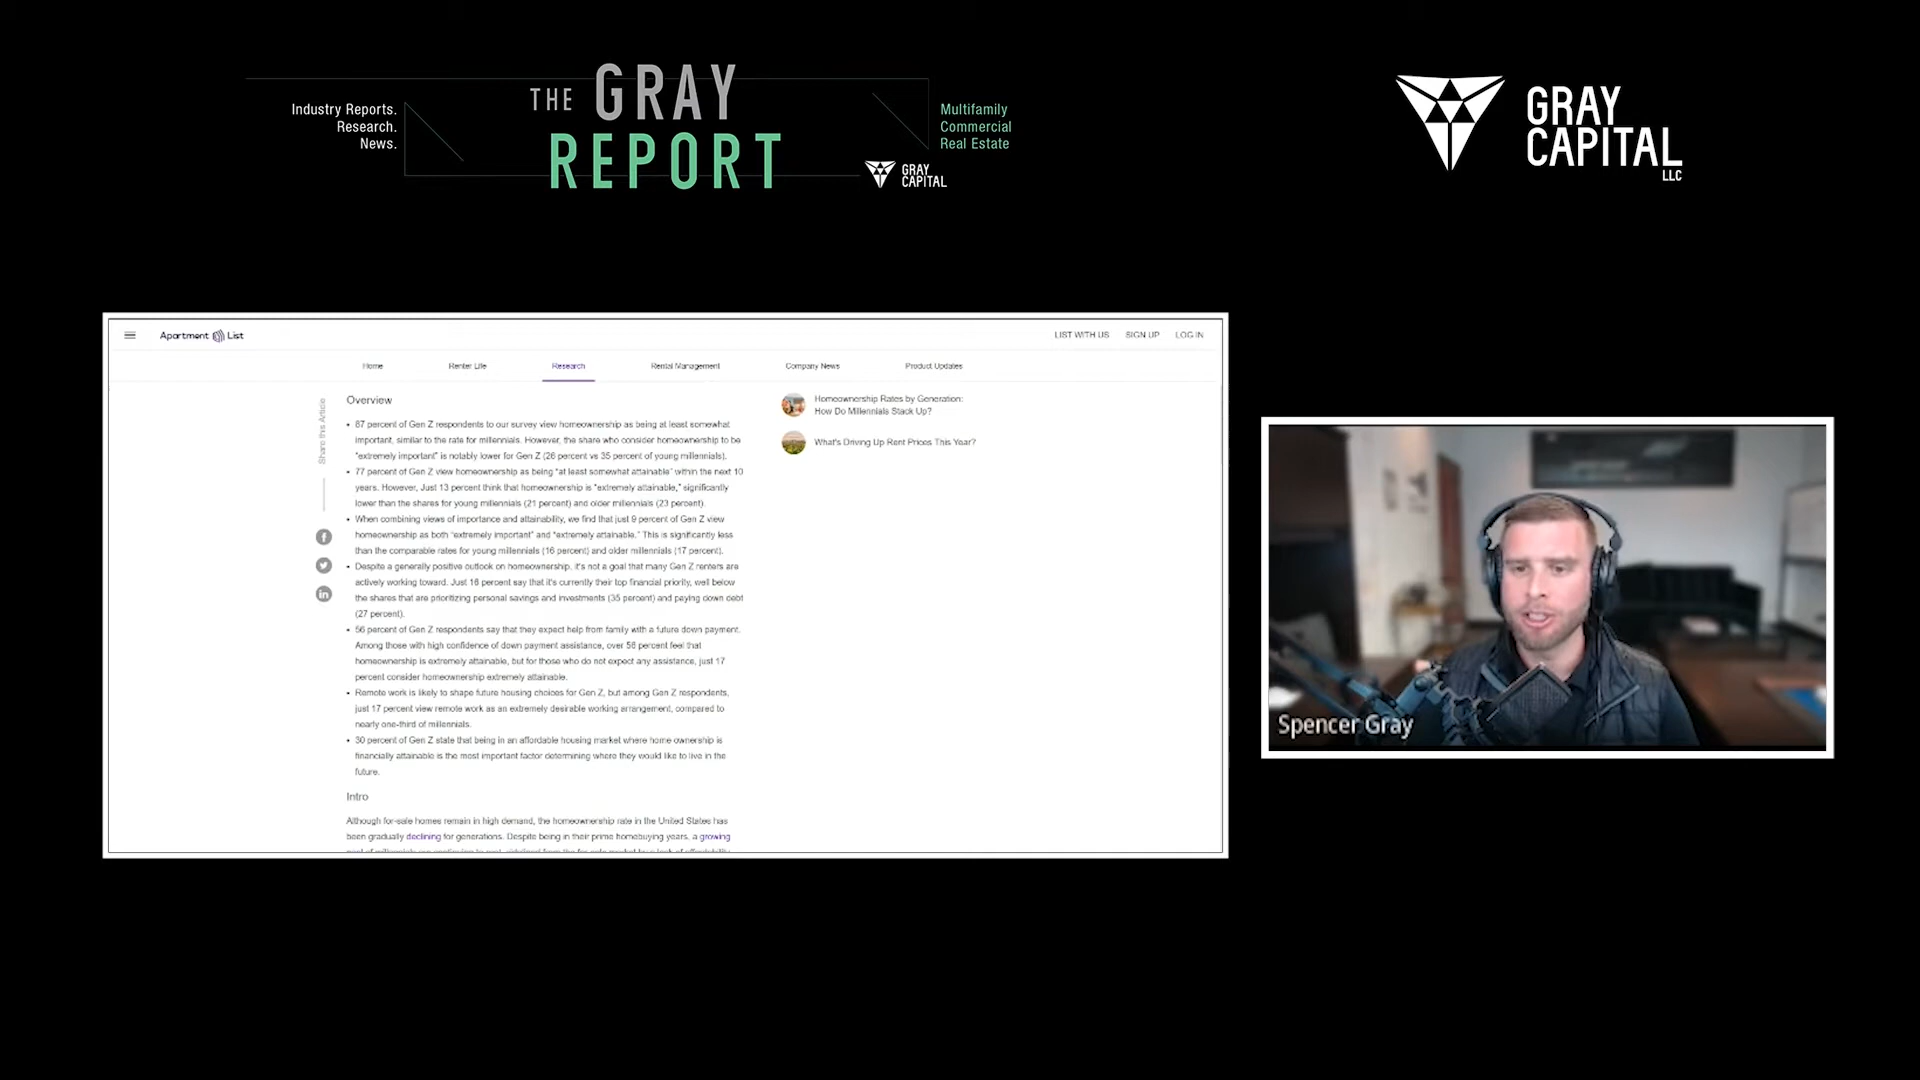 Industry Reports.
Research.
News.
THE GRAY
REPORT
Multifamily
Commercial
Real Estate
GRAY
CAPITAL
GRAY
CAPITAL
LLC
Apartment List
LIST WITH US SIGN UP LOG IN
Home Renter Life Research Rental Management Company News Product Updates
Share this Article
Overview
• 87 percent of Gen Z respondents to our survey view homeownership as being at least somewhat
important, similar to the rate for millennials. However, the share who consider homeownership to be
"extremely important" is notably lower for Gen Z (26 percent vs 35 percent of young millennials).
• 77 percent of Gen Z view homeownership as being "at least somewhat attainable" within the next 10
years. However, Just 13 percent think that homeownership is "extremely attainable," significantly
lower than the shares for young millennials (21 percent) and older millennials (23 percent).
• When combining views of importance and attainability, we find that just 9 percent of Gen Z view
homeownership as both "extremely important" and "extremely attainable." This is significantly less
than the comparable rates for young millennials (16 percent) and older millennials (17 percent).
• Despite a generally positive outlook on homeownership, it's not a goal that many Gen Z renters are
actively working toward. Just 16 percent say that it's currently their top financial priority, well below
the shares that are prioritizing personal savings and investments (35 percent) and paying down debt
(27 percent).
• 56 percent of Gen Z respondents say that they expect help from family with a future down payment.
Among those with high confidence of down payment assistance, over 56 percent feel that
homeownership is extremely attainable, but for those who do not expect any assistance, just 17
percent consider homeownership extremely attainable.
• Remote work is likely to shape future housing choices for Gen Z, but among Gen Z respondents,
just 17 percent view remote work as an extremely desirable working arrangement, compared to
nearly one-third of millennials.
• 30 percent of Gen Z state that being in an affordable housing market where home ownership is
financially attainable is the most important factor determining where they would like to live in the
future.
Intro
Although for-sale homes remain in high demand, the homeownership rate in the United States has
been gradually declining for generations. Despite being in their prime homebuying years, a growing
Homeownership Rates by Generation:
How Do Millennials Stack Up?
What's Driving Up Rent Prices This Year?
Spencer Gray